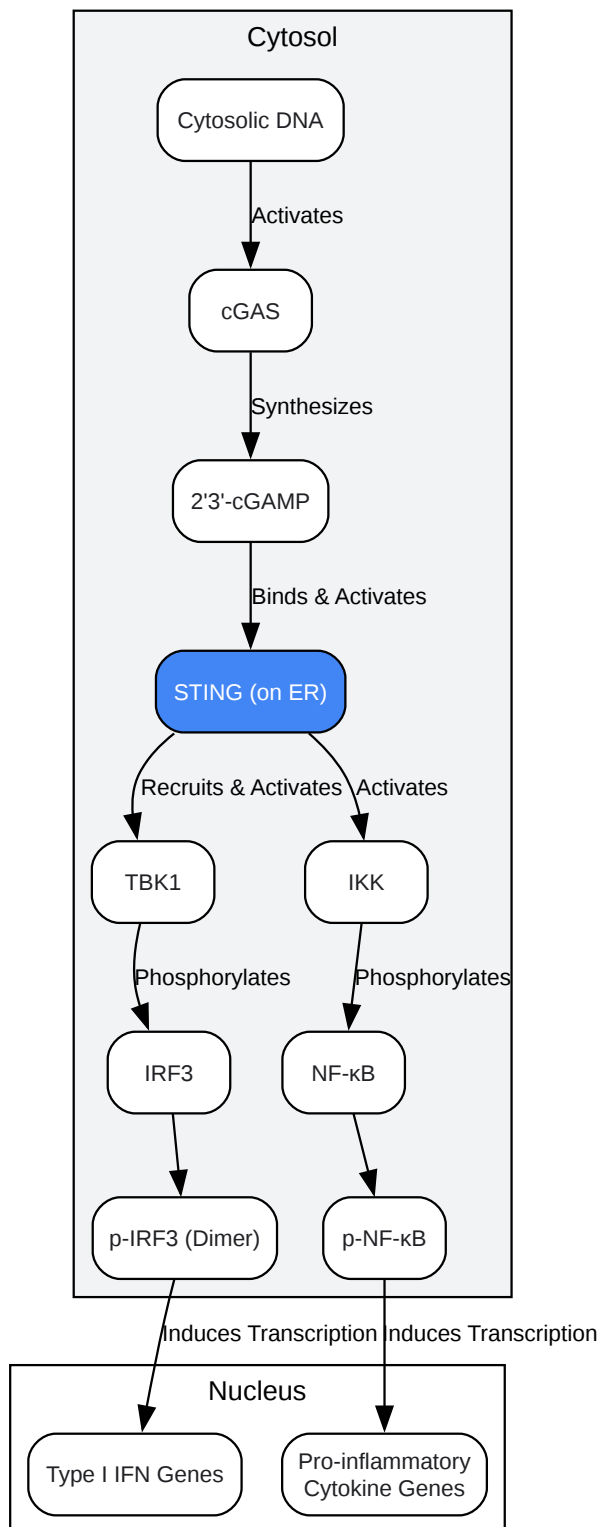 Cytosol
Cytosolic DNA
Activates
cGAS
Synthesizes
2'3'-cGAMP
Binds & Activates
STING (on ER)
Recruits & Activates
Activates
TBK1
IKK
Phosphorylates
Phosphorylates
IRF3
NF-κB
p-IRF3 (Dimer)
p-NF-κB
Induces Transcription
Induces Transcription
Nucleus
Type I IFN Genes
Pro-inflammatory
Cytokine Genes